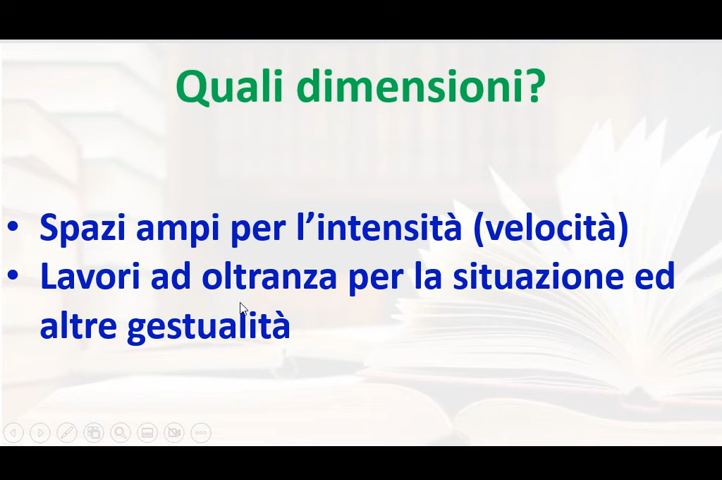 Quali dimensioni?
• Spazi ampi per l’intensità (velocità)
• Lavori ad oltranza per la situazione ed
altre gestualità